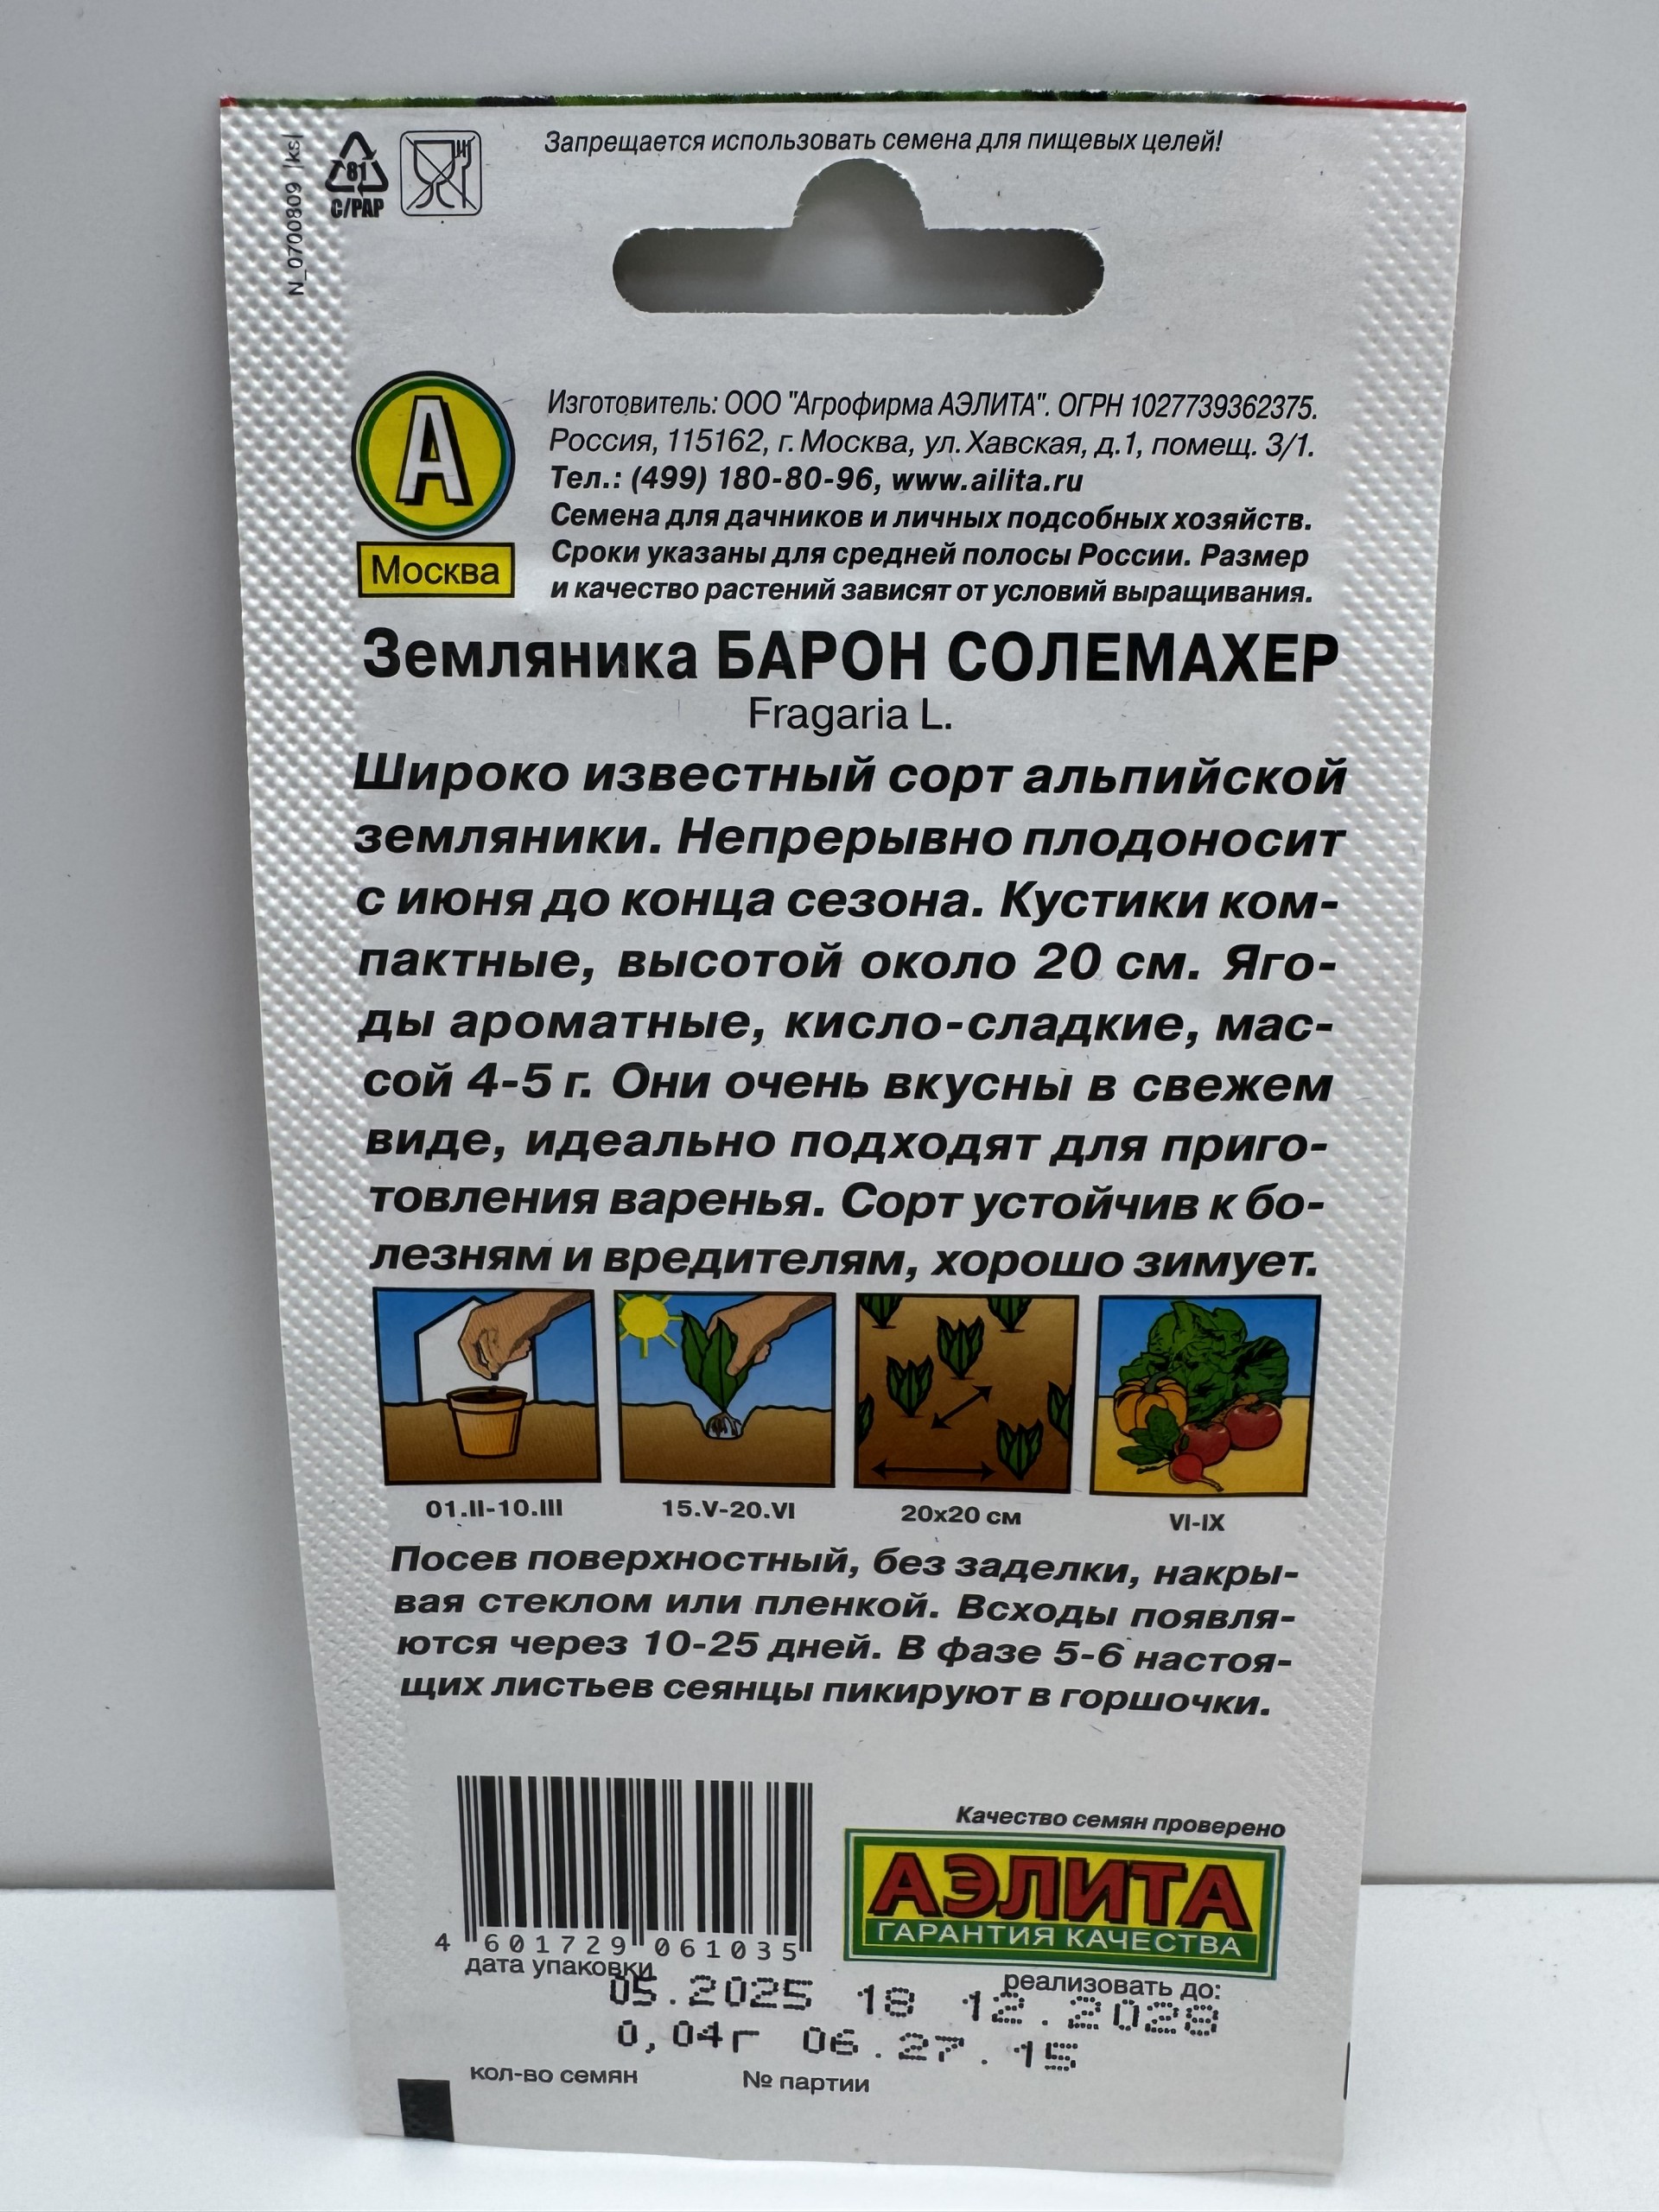 Запрещается использовать семена для пищевых целей!
81
C/PAP
N_0700809 |ks|
А
Москва
Изготовитель: ООО "Агрофирма АЭЛИТА". ОГРН 1027739362375.
Россия, 115162, г. Москва, ул. Хавская, д.1, помещ. 3/1.
Тел.: (499) 180-80-96, www.ailita.ru
Семена для дачников и личных подсобных хозяйств.
Сроки указаны для средней полосы России. Размер
и качество растений зависят от условий выращивания.
Земляника БАРОН СОЛЕМАХЕР
Fragaria L.
Широко известный сорт альпийской
земляники. Непрерывно плодоносит
с июня до конца сезона. Кустики ком-
пактные, высотой около 20 см. Яго-
ды ароматные, кисло-сладкие, мас-
сой 4-5 г. Они очень вкусны в свежем
виде, идеально подходят для приго-
товления варенья. Сорт устойчив к бо-
лезням и вредителям, хорошо зимует.
01.II-10.III
15.V-20.VI
20х20 см
VI-IX
Посев поверхностный, без заделки, накры-
вая стеклом или пленкой. Всходы появля-
ются через 10-25 дней. В фазе 5-6 настоя-
щих листьев сеянцы пикируют в горшочки.
Качество семян проверено
АЭЛИТА
ГАРАНТИЯ КАЧЕСТВА
4 601729 061035
дата упаковки
реализовать до:
05.2025 18 12.2028
0,04г 06.27.15
кол-во семян
№ партии